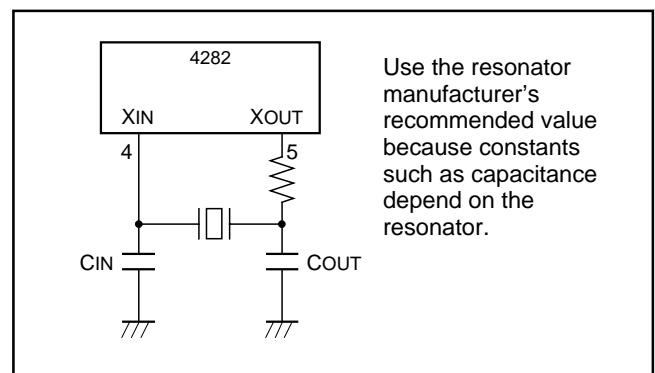 4282
XIN XOUT
4 5
CIN COUT
Use the resonator
manufacturer's
recommended value
because constants
such as capacitance
depend on the
resonator.